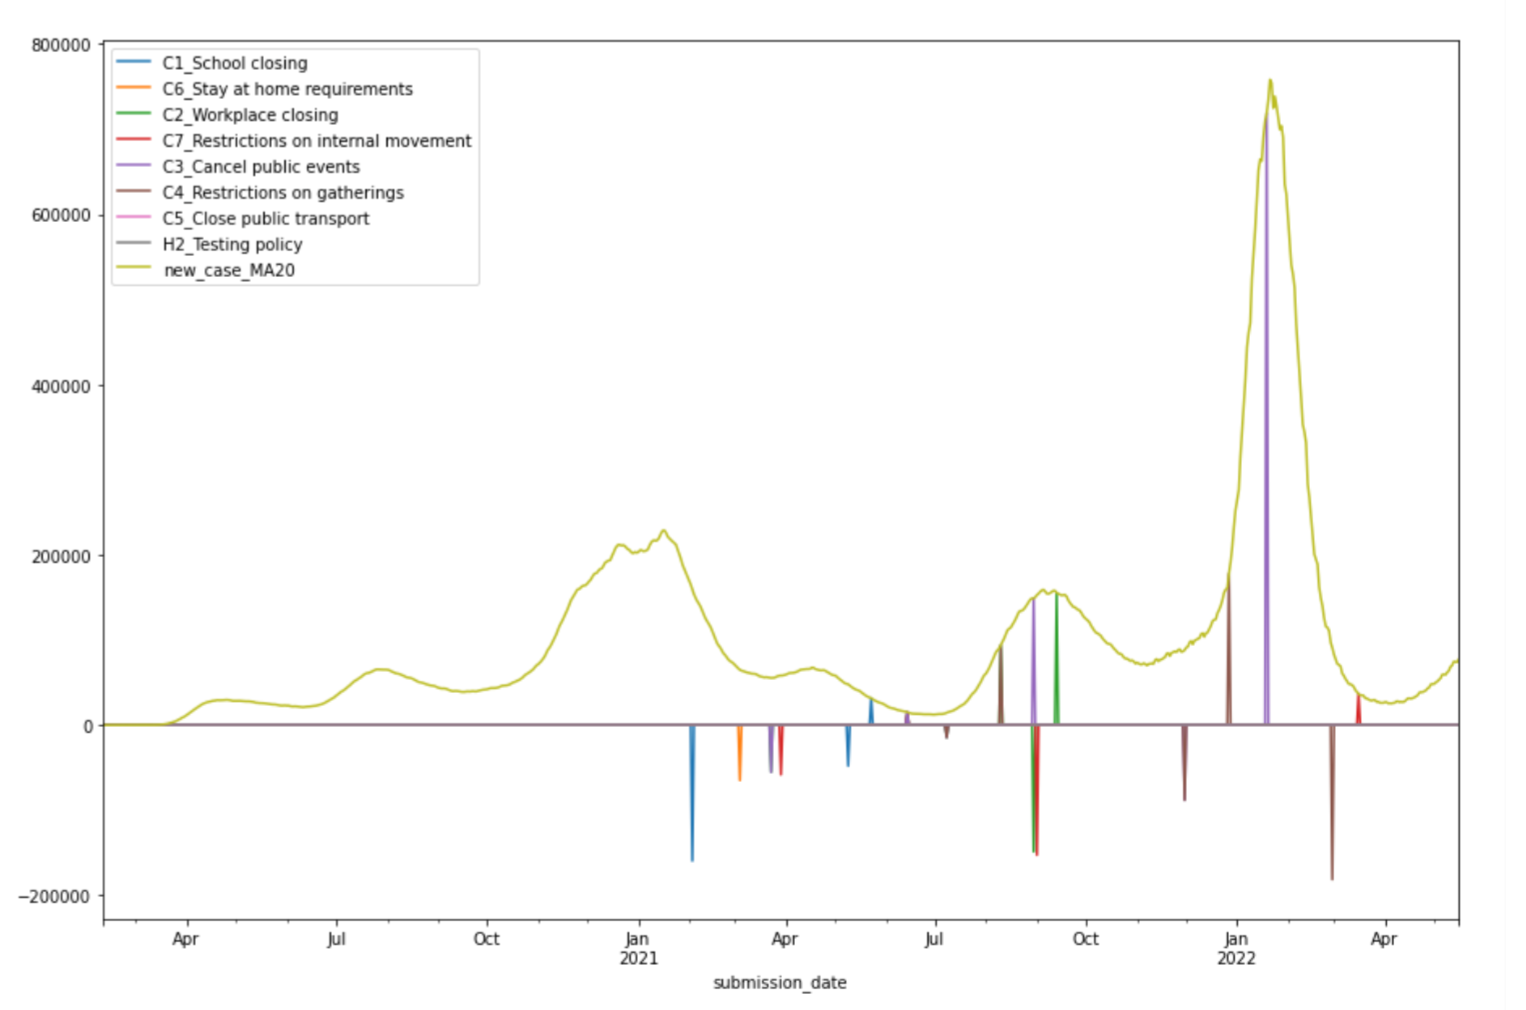 800000
600000
400000
200000
0
−200000
C1_School closing
C6_Stay at home requirements
C2_Workplace closing
C7_Restrictions on internal movement
C3_Cancel public events
C4_Restrictions on gatherings
C5_Close public transport
H2_Testing policy
new_case_MA20
Apr Jul Oct Jan Apr Jul Oct Jan Apr
2021 2022
submission_date